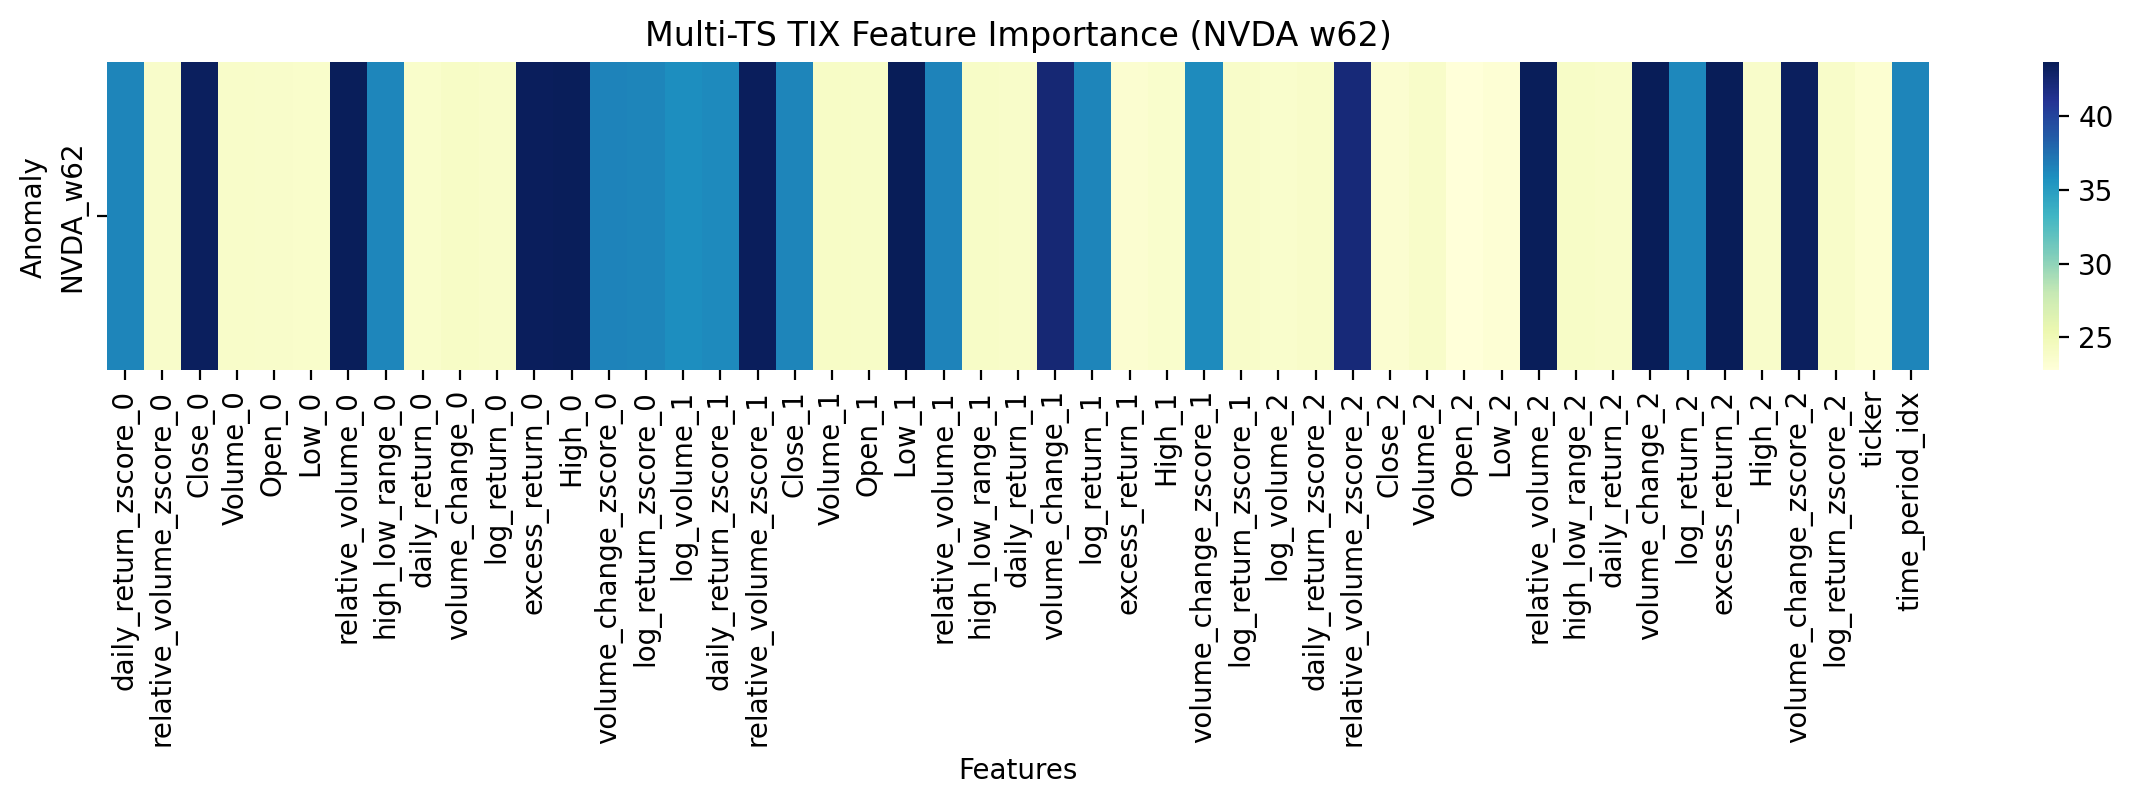 Multi-TS TIX Feature Importance (NVDA w62)
Anomaly
NVDA_w62
40
35
30
25
daily_return_zscore_0
relative_volume_zscore_0
Close_0
Volume_0
Open_0
Low_0
relative_volume_0
high_low_range_0
daily_return_0
volume_change_0
log_return_0
excess_return_0
High_0
volume_change_zscore_0
log_return_zscore_0
log_volume_1
daily_return_zscore_1
relative_volume_zscore_1
Close_1
Volume_1
Open_1
Low_1
relative_volume_1
high_low_range_1
daily_return_1
volume_change_1
log_return_1
excess_return_1
High_1
volume_change_zscore_1
log_return_zscore_1
log_volume_2
daily_return_zscore_2
relative_volume_zscore_2
Close_2
Volume_2
Open_2
Low_2
relative_volume_2
high_low_range_2
daily_return_2
volume_change_2
log_return_2
excess_return_2
High_2
volume_change_zscore_2
log_return_zscore_2
ticker
time_period_idx
Features